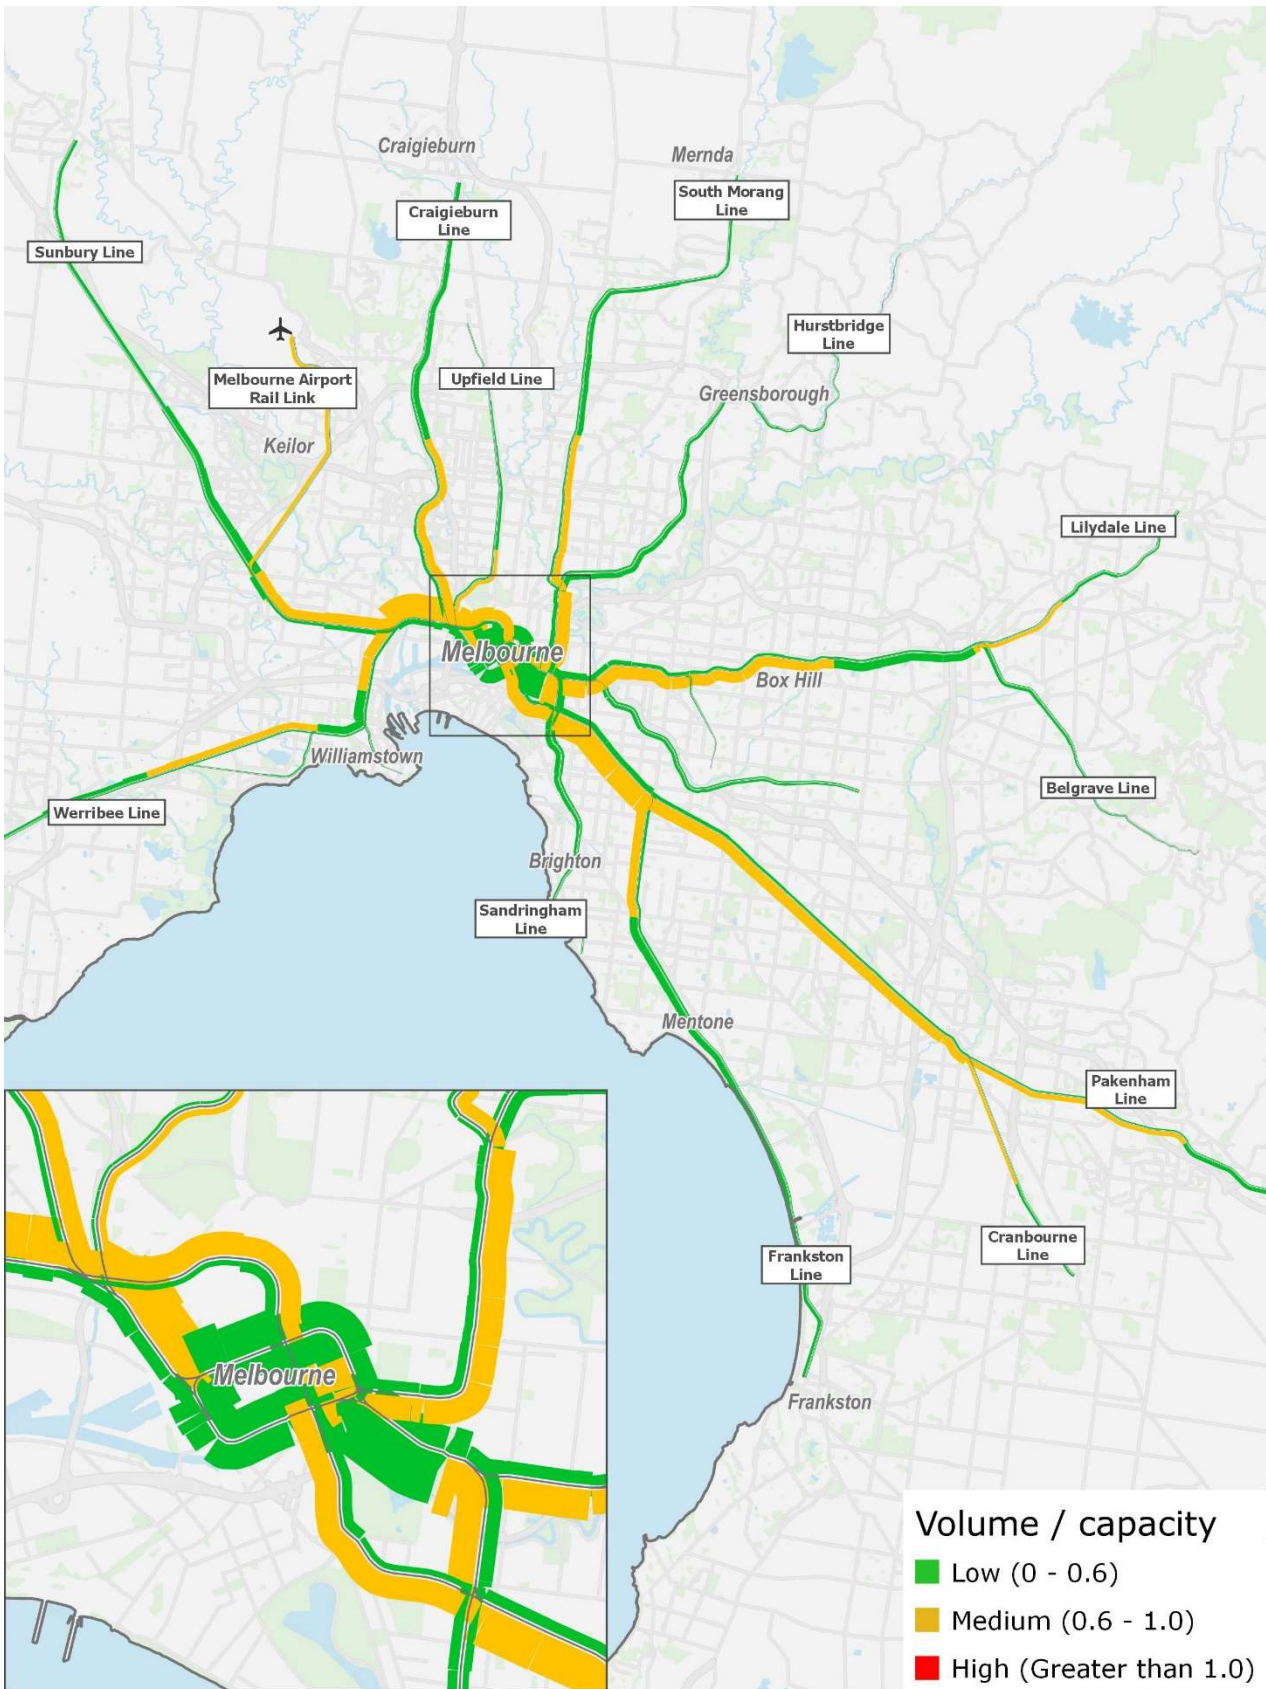 Craigieburn
Mernda
South Morang
Line
Craigieburn
Line
Sunbury Line
Hurstbridge
Line
Melbourne Airport
Rail Link
Upfield Line
Greensborough
Keilor
Lilydale Line
Melbourne
Box Hill
Williamstown
Belgrave Line
Werribee Line
Brighton
Sandringham
Line
Mentone
Pakenham
Line
Cranbourne
Line
Frankston
Line
Melbourne
Frankston
Volume / capacity
Low (0 - 0.6)
Medium (0.6 - 1.0)
High (Greater than 1.0)